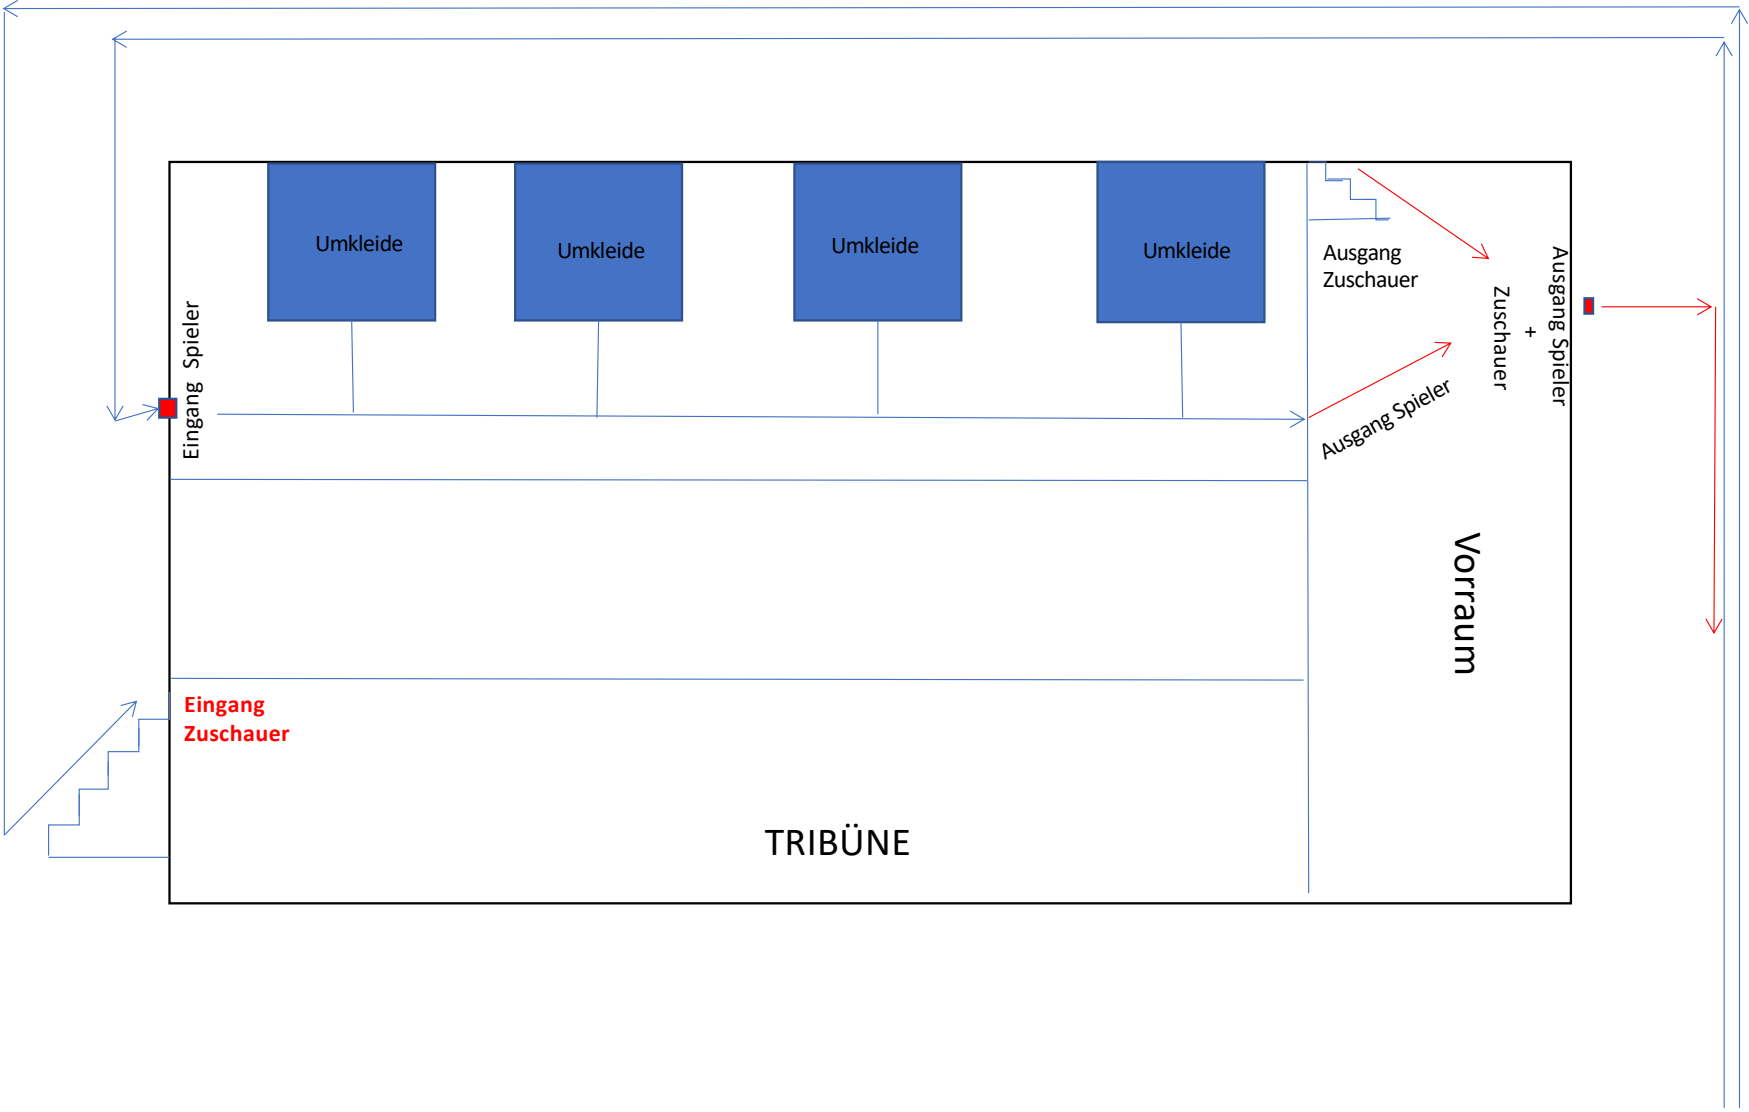 Umkleide
Umkleide
Umkleide
Umkleide
Eingang Spieler
Ausgang
Zuschauer
Ausgang Spieler
+
Zuschauer
Ausgang Spieler
Vorraum
Eingang
Zuschauer
TRIBÜNE